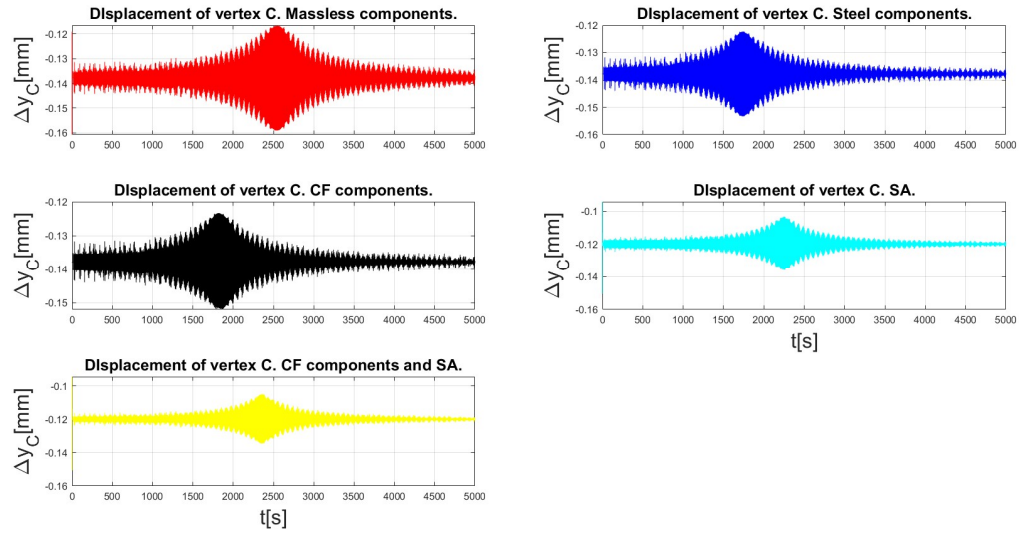 DIsplacement of vertex C. Massless components.
Δy_C[mm]
-0.12
-0.13
-0.14
-0.15
-0.16
0 500 1000 1500 2000 2500 3000 3500 4000 4500 5000
DIsplacement of vertex C. Steel components.
Δy_C[mm]
-0.12
-0.13
-0.14
-0.15
-0.16
0 500 1000 1500 2000 2500 3000 3500 4000 4500 5000
DIsplacement of vertex C. CF components.
Δy_C[mm]
-0.12
-0.13
-0.14
-0.15
0 500 1000 1500 2000 2500 3000 3500 4000 4500 5000
DIsplacement of vertex C. SA.
Δy_C[mm]
-0.1
-0.12
-0.14
-0.16
0 500 1000 1500 2000 2500 3000 3500 4000 4500 5000
t[s]
DIsplacement of vertex C. CF components and SA.
Δy_C[mm]
-0.1
-0.12
-0.14
-0.16
0 500 1000 1500 2000 2500 3000 3500 4000 4500 5000
t[s]